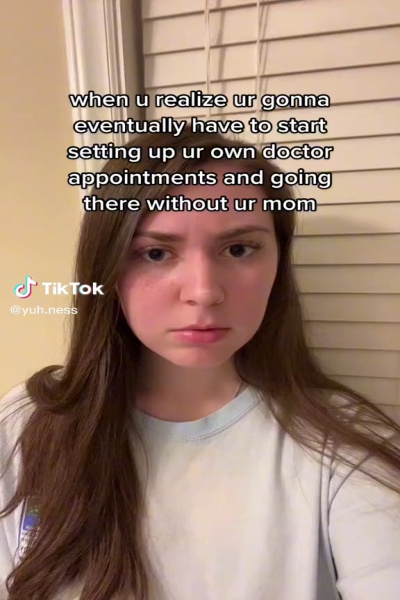 when u realize ur gonna
eventually have to start
setting up ur own doctor
appointments and going
there without ur mom
TikTok
@yuh.ness